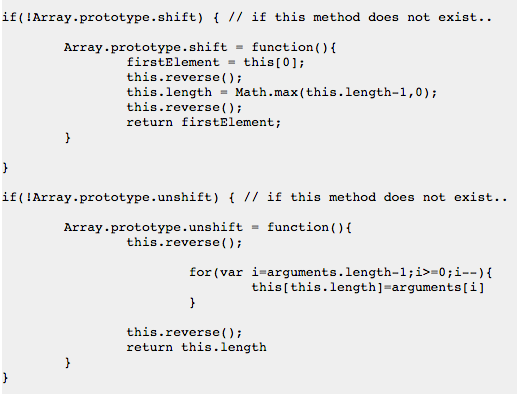 if(!Array.prototype.shift) { // if this method does not exist..
Array.prototype.shift = function(){
firstElement = this[0];
this.reverse();
this.length = Math.max(this.length-1,0);
this.reverse();
return firstElement;
}
}
if(!Array.prototype.unshift) { // if this method does not exist..
Array.prototype.unshift = function(){
this.reverse();
for(var i=arguments.length-1;i>=0;i--){
this[this.length]=arguments[i]
}
this.reverse();
return this.length
}
}